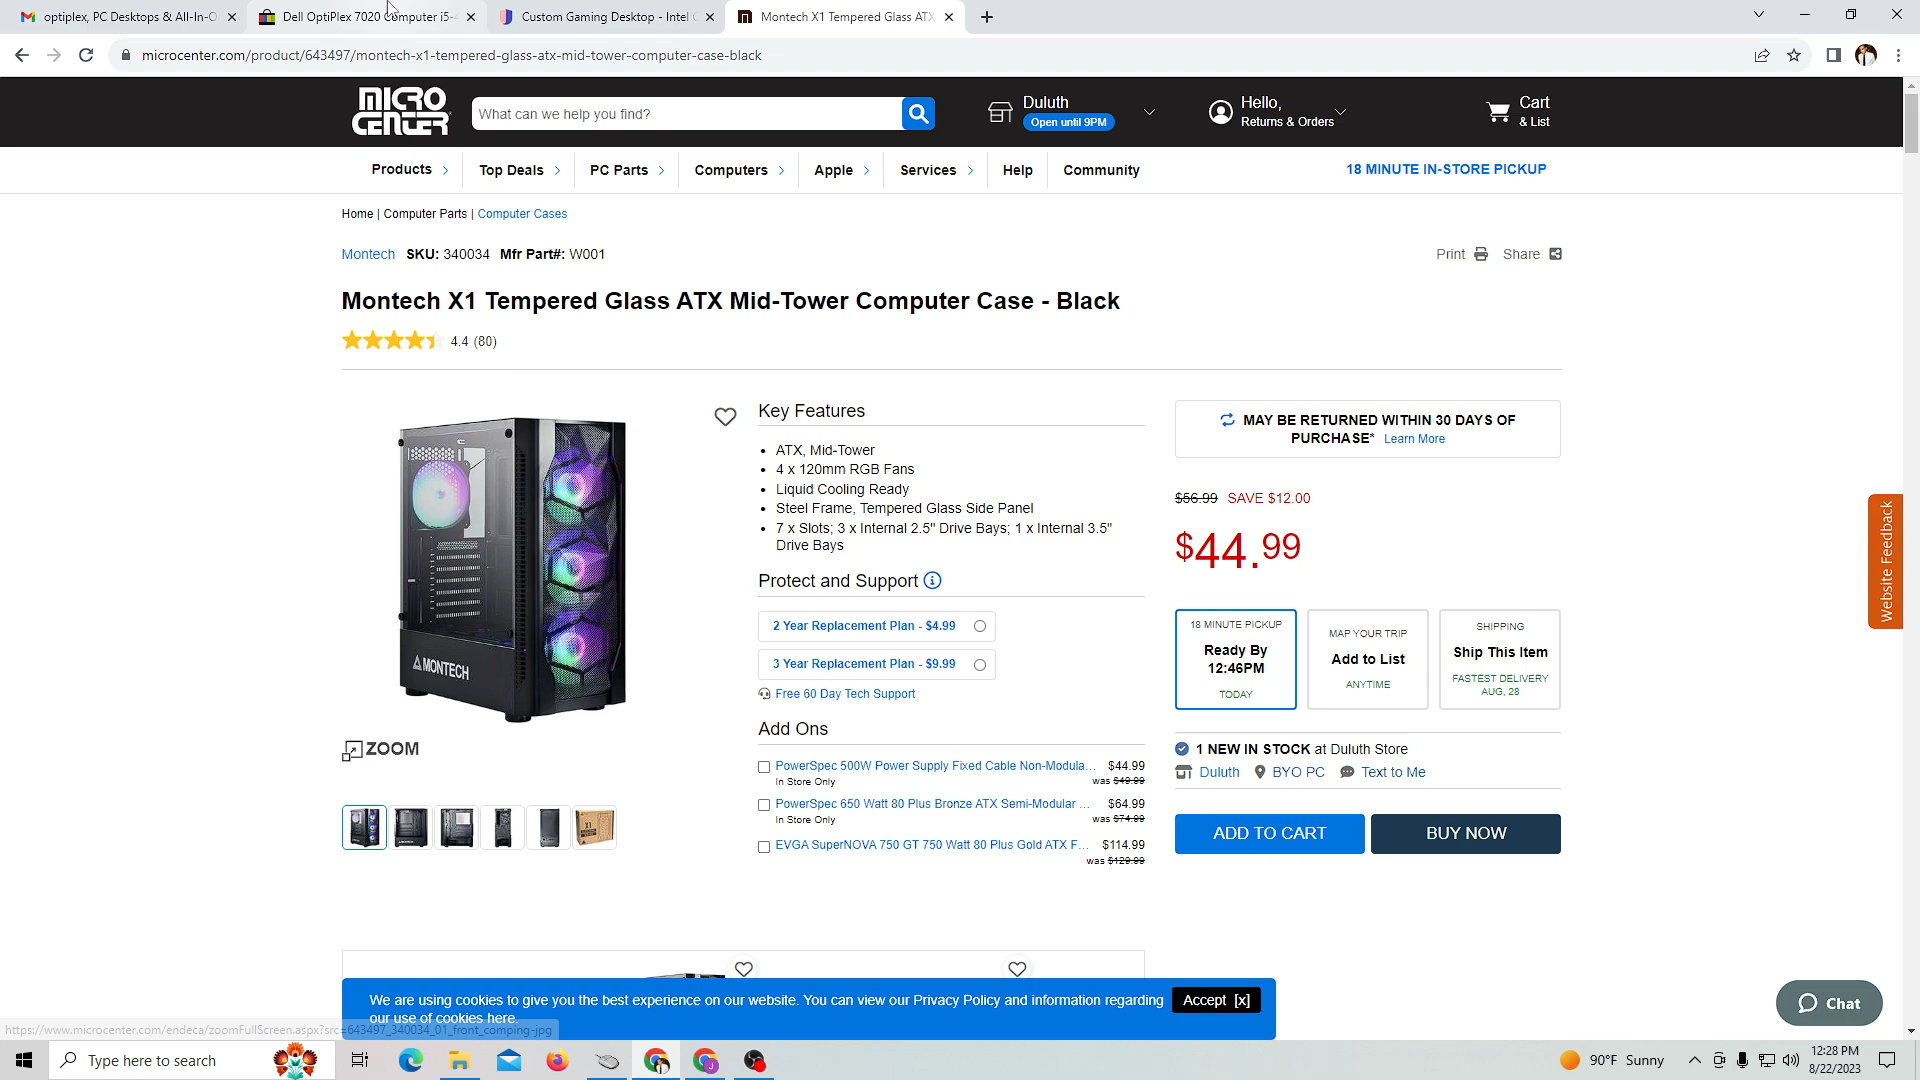 optiplex, PC Desktops & All-In-O
Dell OptiPlex 7020 Computer i5-
Custom Gaming Desktop - Intel
Montech X1 Tempered Glass ATX
microcenter.com/product/643497/montech-x1-tempered-glass-atx-mid-tower-computer-case-black
MICRO CENTER
What can we help you find?
Duluth
Open until 9PM
Hello,
Returns & Orders
Cart
& List
Products
Top Deals
PC Parts
Computers
Apple
Services
Help
Community
18 MINUTE IN-STORE PICKUP
Home | Computer Parts | Computer Cases
Montech SKU: 340034 Mfr Part#: W001
Print
Share
Montech X1 Tempered Glass ATX Mid-Tower Computer Case - Black
4.4 (80)
MONTECH
ZOOM
Key Features
• ATX, Mid-Tower
• 4 x 120mm RGB Fans
• Liquid Cooling Ready
• Steel Frame, Tempered Glass Side Panel
• 7 x Slots; 3 x Internal 2.5" Drive Bays; 1 x Internal 3.5"
Drive Bays
Protect and Support
2 Year Replacement Plan - $4.99
3 Year Replacement Plan - $9.99
Free 60 Day Tech Support
Add Ons
PowerSpec 500W Power Supply Fixed Cable Non-Modula... $44.99
In Store Only was $49.99
PowerSpec 650 Watt 80 Plus Bronze ATX Semi-Modular ... $64.99
In Store Only was $74.99
EVGA SuperNOVA 750 GT 750 Watt 80 Plus Gold ATX F... $114.99
was $129.99
MAY BE RETURNED WITHIN 30 DAYS OF
PURCHASE* Learn More
$56.99 SAVE $12.00
$44.99
18 MINUTE PICKUP
Ready By
12:46PM
TODAY
MAP YOUR TRIP
Add to List
ANYTIME
SHIPPING
Ship This Item
FASTEST DELIVERY
AUG, 28
1 NEW IN STOCK at Duluth Store
Duluth
BYO PC
Text to Me
ADD TO CART
BUY NOW
Website Feedback
We are using cookies to give you the best experience on our website. You can view our Privacy Policy and information regarding
our use of cookies here.
Accept [x]
Chat
https://www.microcenter.com/endeca/zoomFullScreen.aspx?src=643497_340034_01_front_comping-jpg
Type here to search
90°F Sunny
12:28 PM
8/22/2023